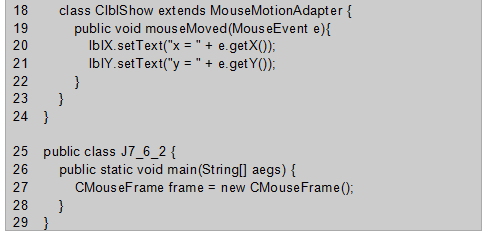 18 class ClblShow extends MouseMotionAdapter {
19 public void mouseMoved(MouseEvent e){
20 lblX.setText("x = " + e.getX());
21 lblY.setText("y = " + e.getY());
22 }
23 }
24 }
25 public class J7_6_2 {
26 public static void main(String[] aegs) {
27 CMouseFrame frame = new CMouseFrame();
28 }
29 }